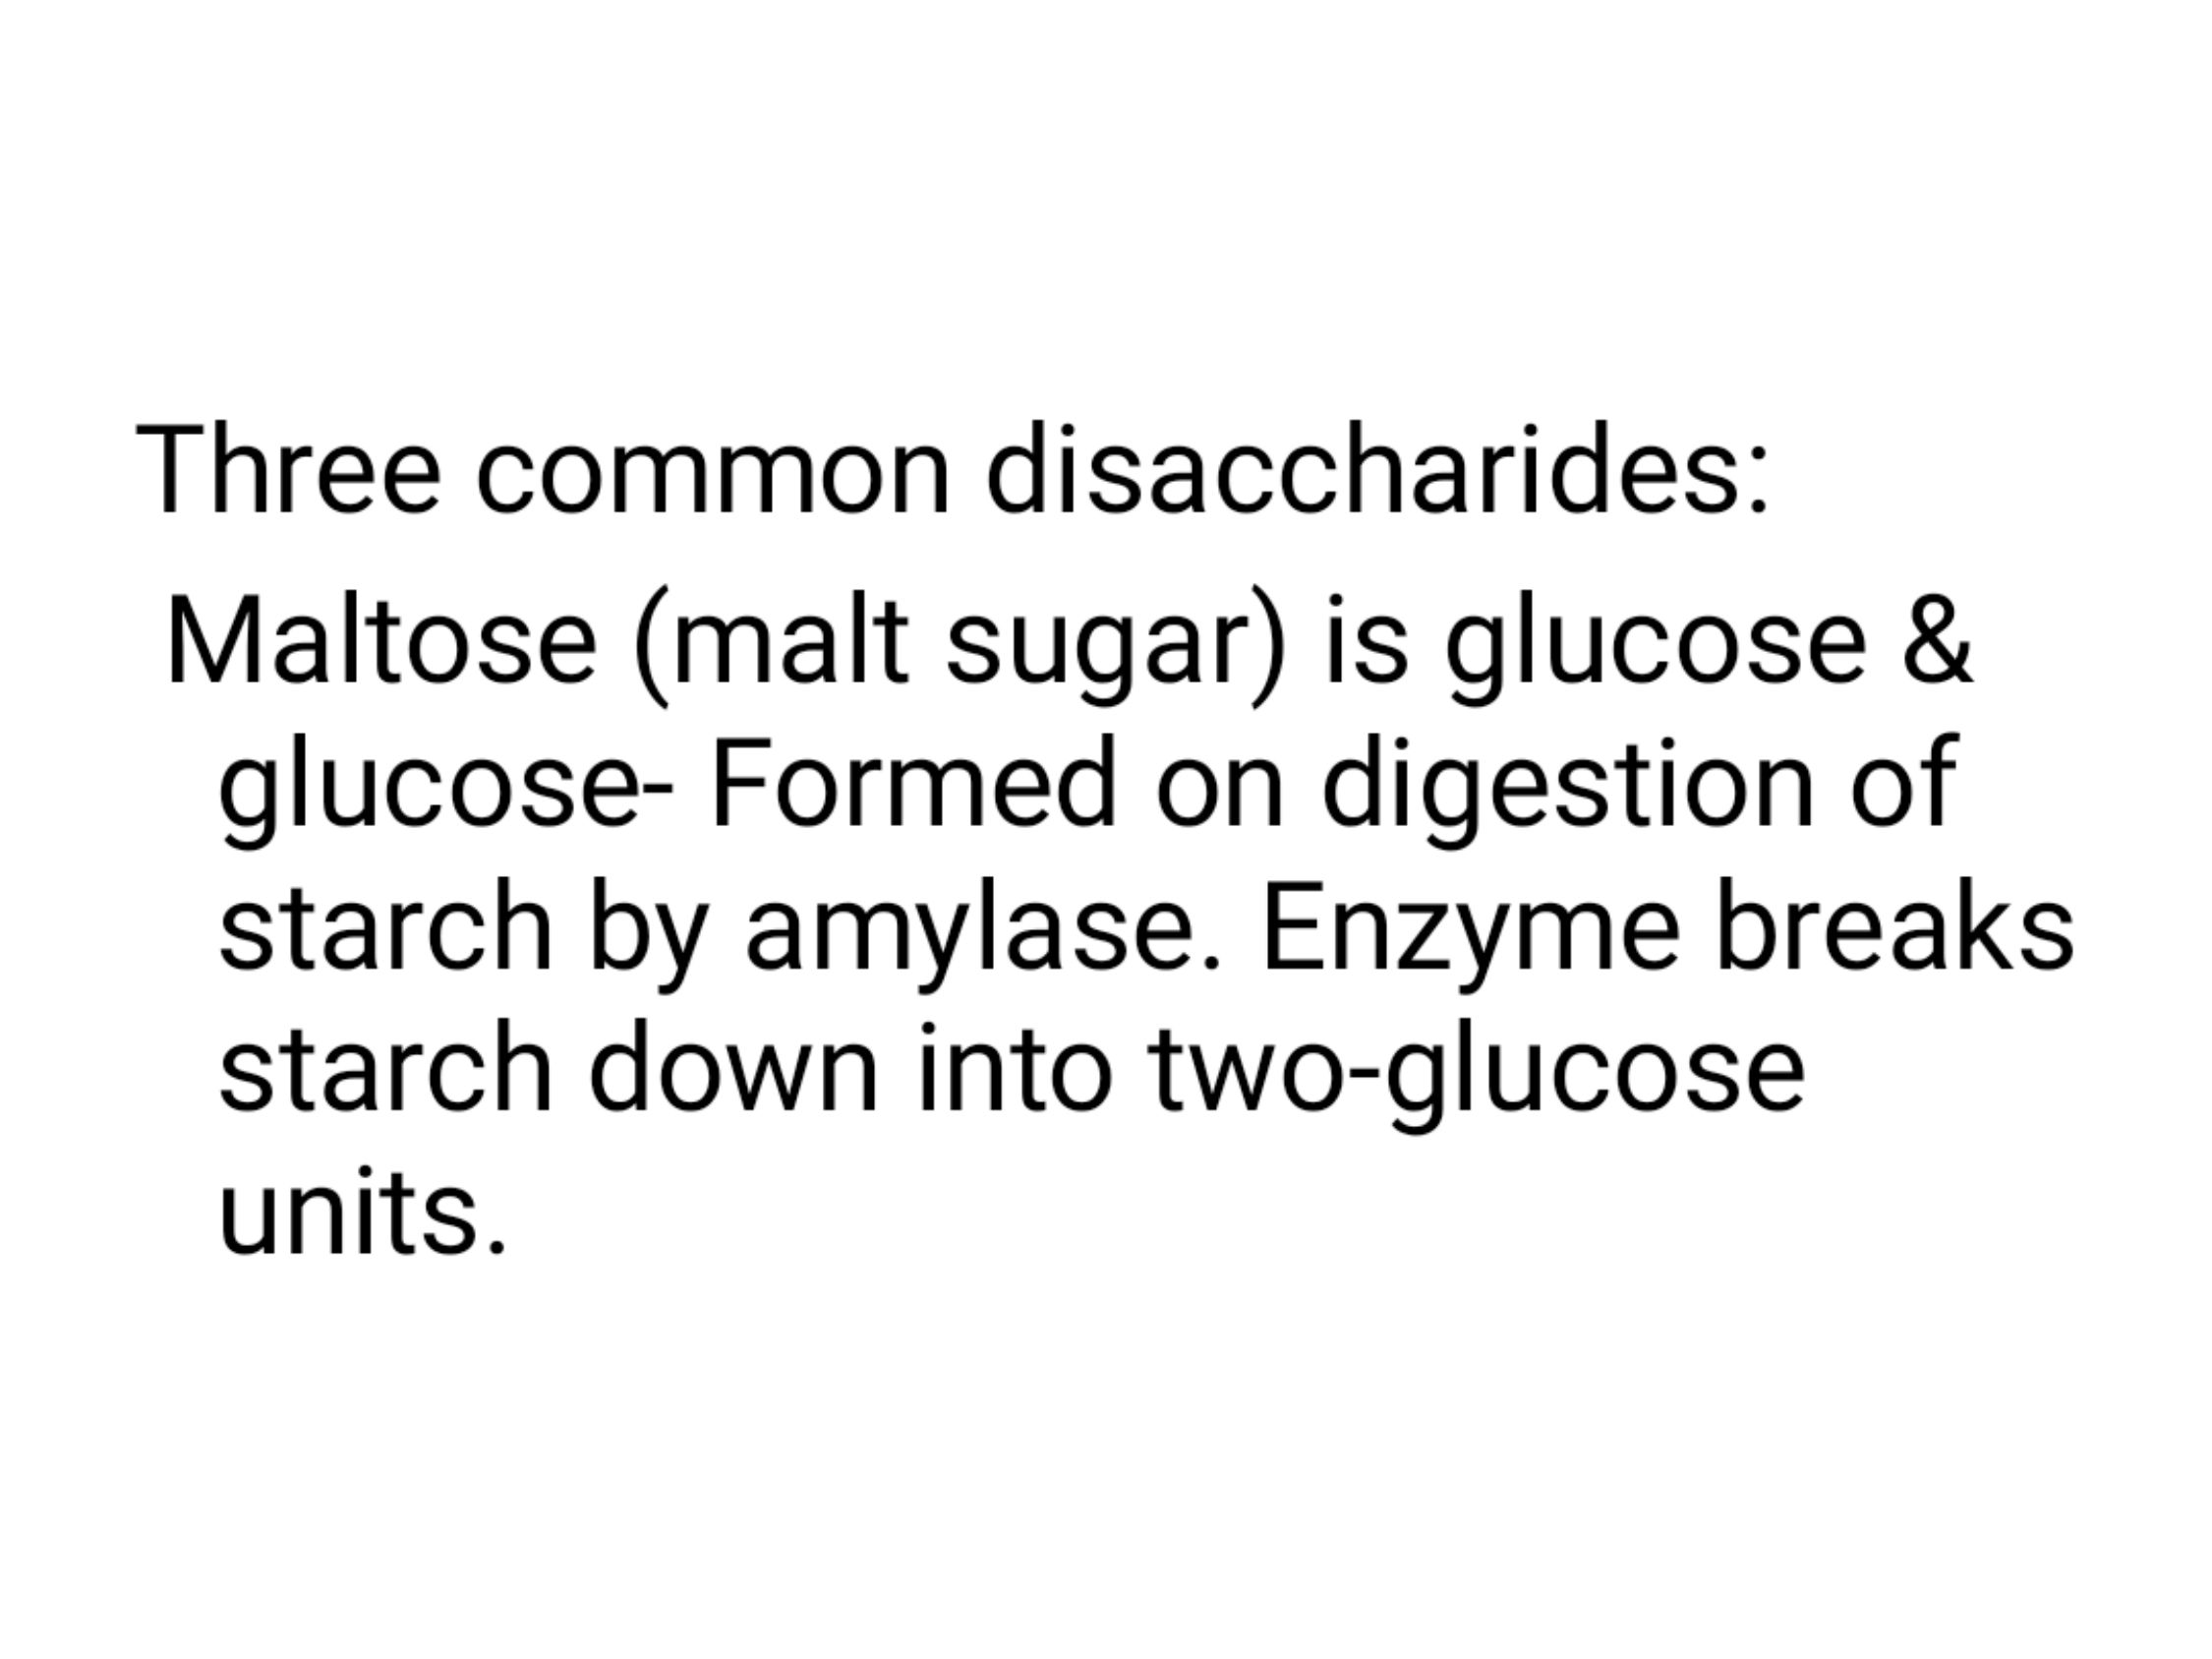 Three common disaccharides:
Maltose (malt sugar) is glucose &
glucose- Formed on digestion of
starch by amylase. Enzyme breaks
starch down into two-glucose
units.